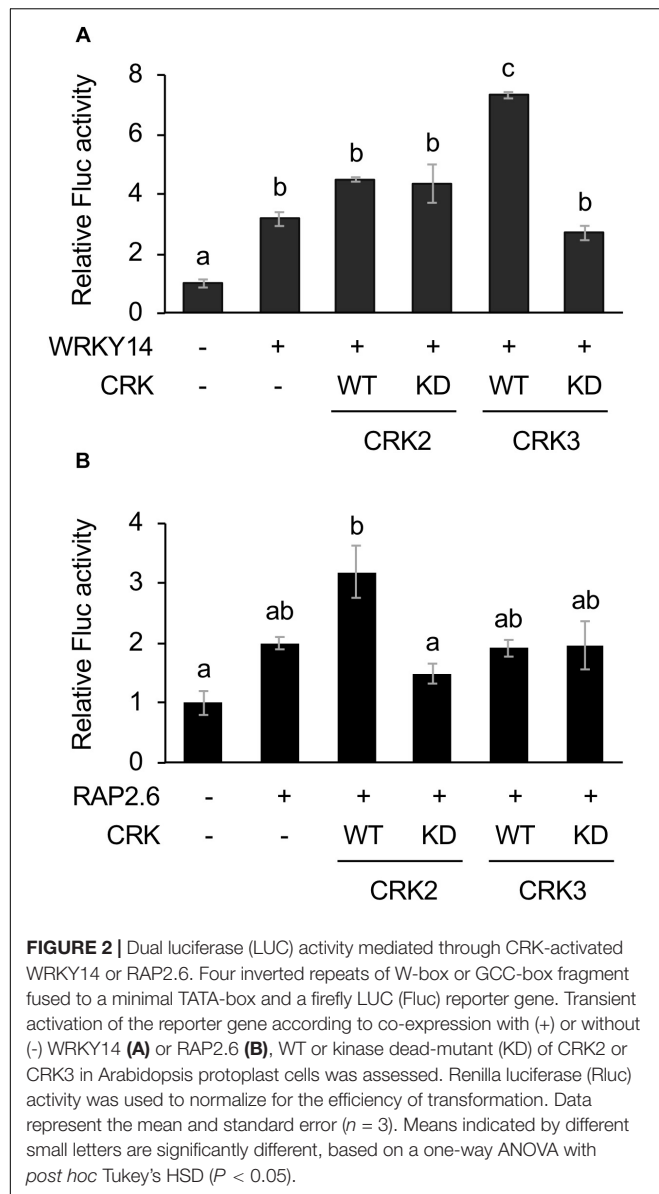 A
Relative Fluc activity
8
6
4
2
0
a
b
b
b
c
b
WRKY14 - + + + + +
CRK - - WT KD WT KD
CRK2 CRK3
B
Relative Fluc activity
4
3
2
1
0
a
ab
b
a
ab
ab
RAP2.6 - + + + + +
CRK - - WT KD WT KD
CRK2 CRK3
FIGURE 2 | Dual luciferase (LUC) activity mediated through CRK-activated
WRKY14 or RAP2.6. Four inverted repeats of W-box or GCC-box fragment
fused to a minimal TATA-box and a firefly LUC (Fluc) reporter gene. Transient
activation of the reporter gene according to co-expression with (+) or without
(-) WRKY14 (A) or RAP2.6 (B), WT or kinase dead-mutant (KD) of CRK2 or
CRK3 in Arabidopsis protoplast cells was assessed. Renilla luciferase (Rluc)
activity was used to normalize for the efficiency of transformation. Data
represent the mean and standard error (n = 3). Means indicated by different
small letters are significantly different, based on a one-way ANOVA with
post hoc Tukey's HSD (P < 0.05).